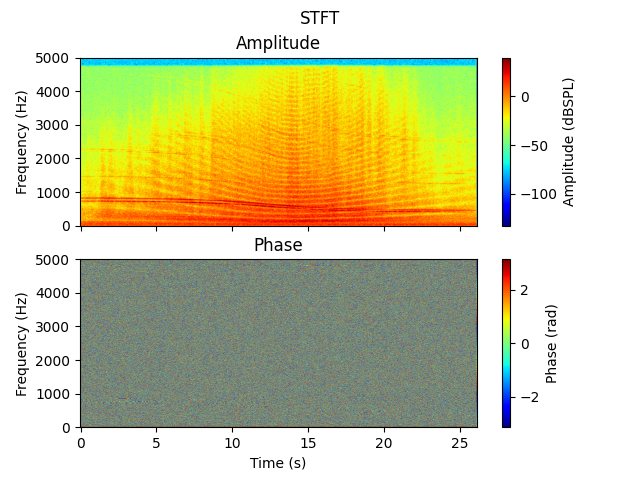 STFT
Amplitude
5000
4000
3000
2000
1000
0
Frequency (Hz)
0
−50
−100
Amplitude (dBSPL)
Phase
5000
4000
3000
2000
1000
0
Frequency (Hz)
0 5 10 15 20 25
Time (s)
2
0
−2
Phase (rad)